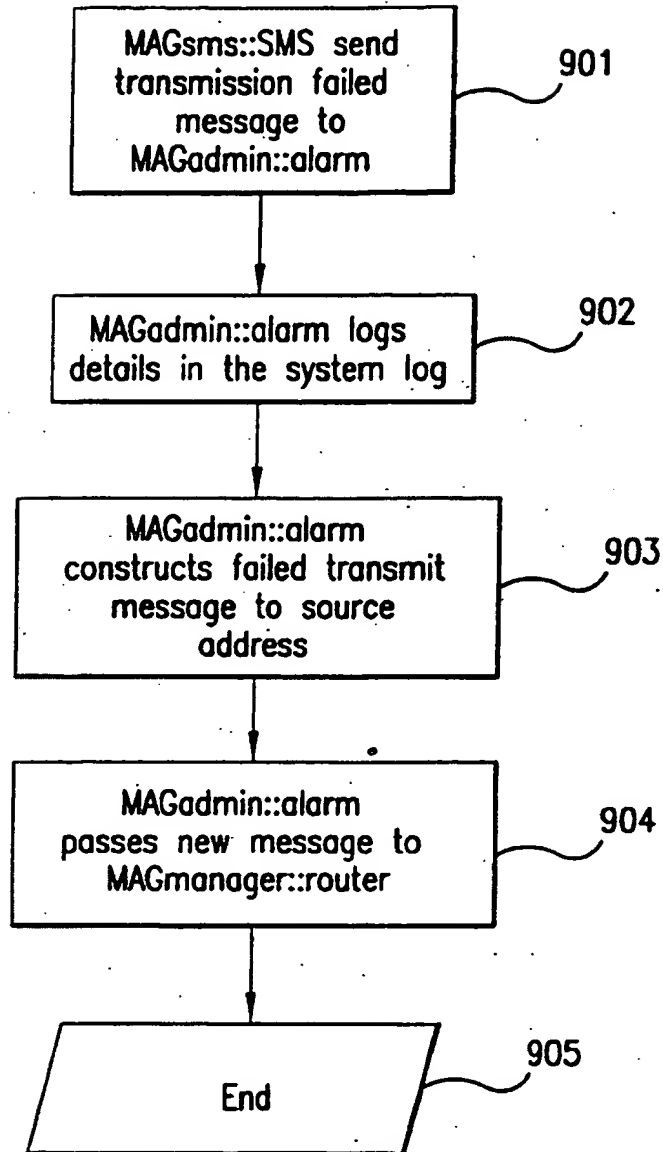 MAGsms::SMS send
transmission failed
message to
MAGadmin::alarm
901
MAGadmin::alarm logs
details in the system log
902
MAGadmin::alarm
constructs failed transmit
message to source
address
903
MAGadmin::alarm
passes new message to
MAGmanager::router
904
End
905